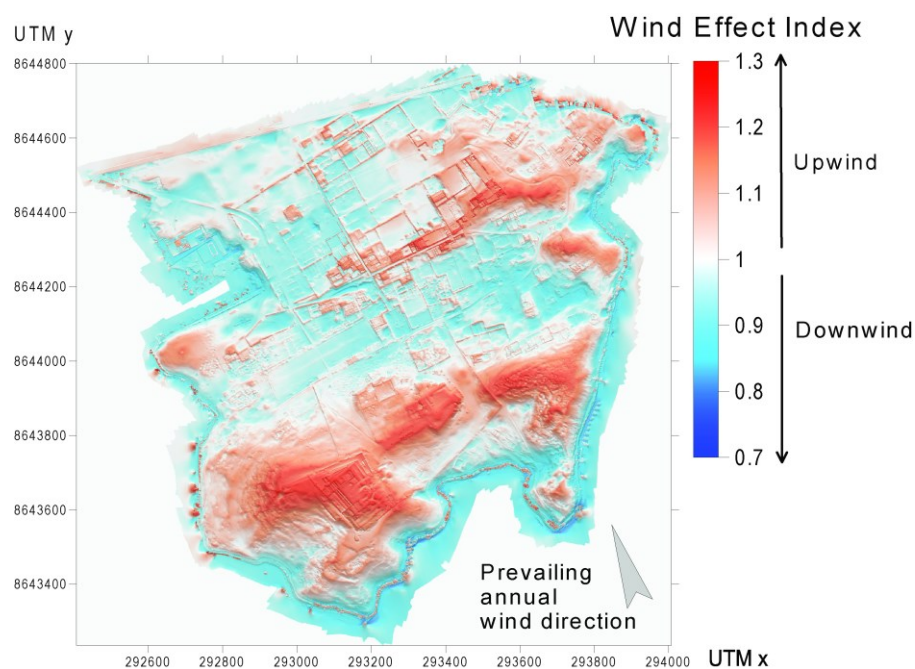 Wind Effect Index
UTM y
8644800
8644600
8644400
8644200
8644000
8643800
8643600
8643400
1.3
1.2
1.1
1
0.9
0.8
0.7
Upwind
Downwind
Prevailing
annual
wind direction
292600
292800
293000
293200
293400
293600
293800
294000
UTM x